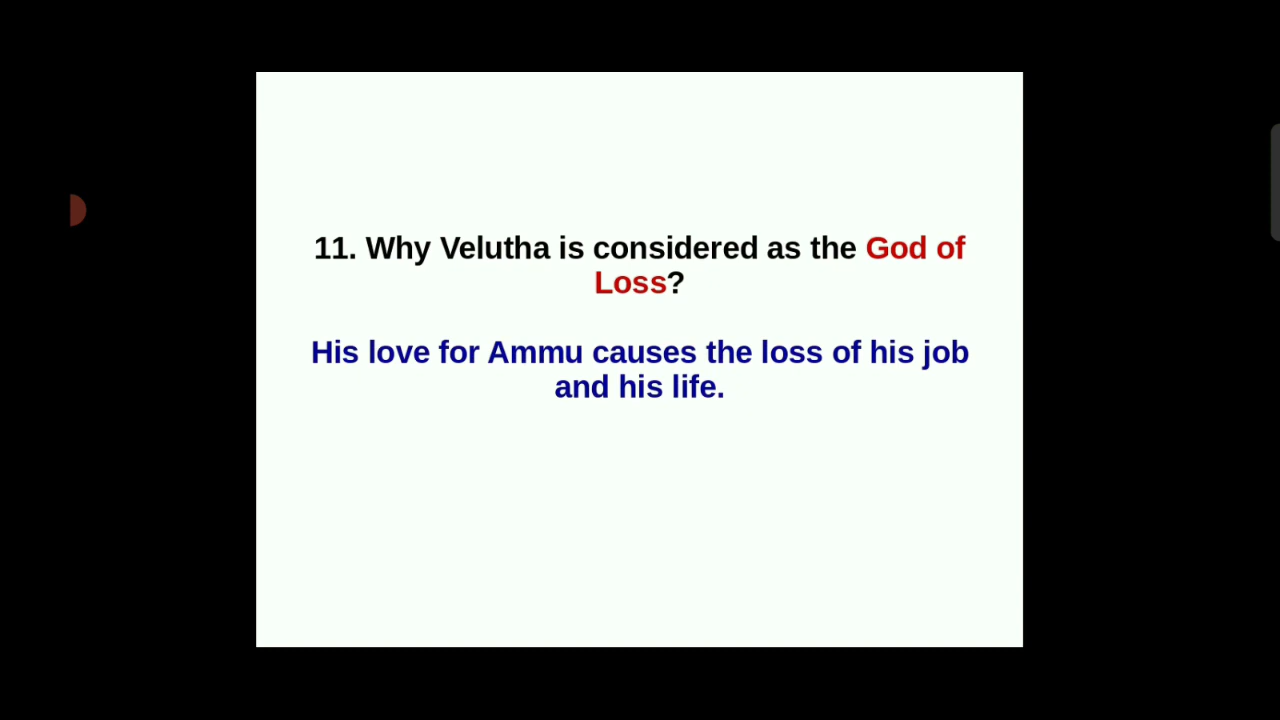 11. Why Velutha is considered as the God of
Loss?
His love for Ammu causes the loss of his job
and his life.